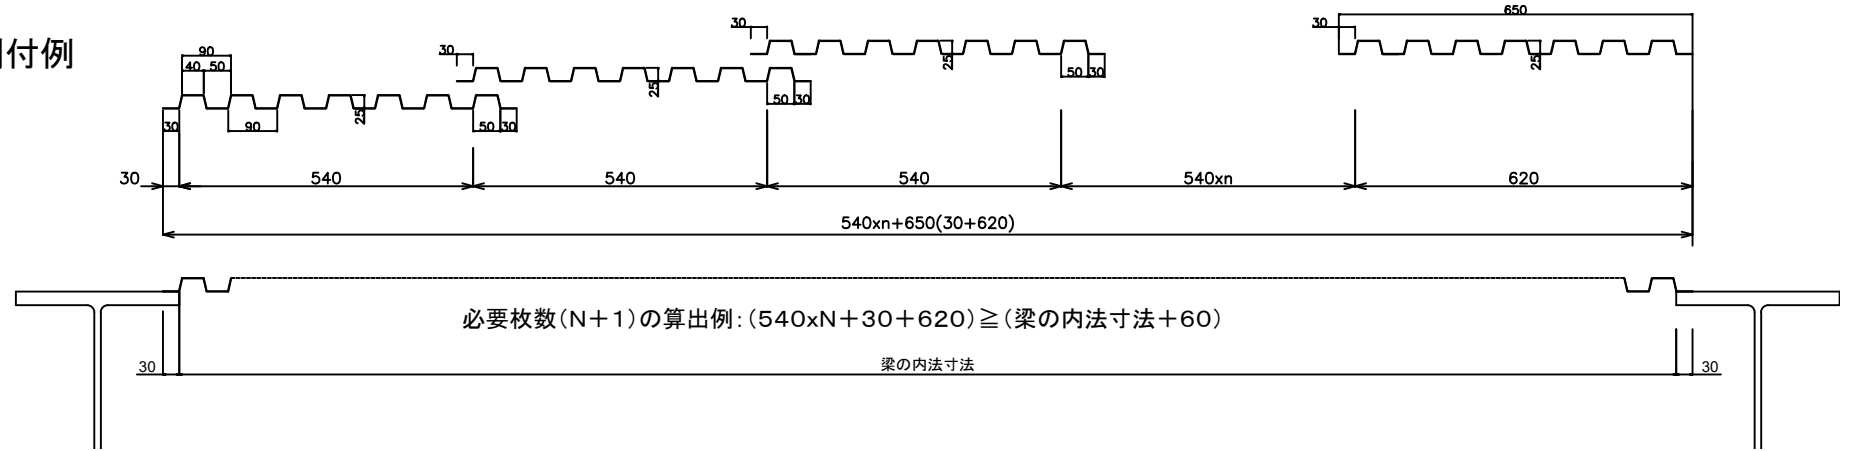 付例
30 30 650
30 90
30 40 50
25 25 25 25
50 30 50 30 50 30
30 90
30 540 540 540 540xn 620
540xn+650(30+620)
必要枚数(N+1)の算出例:(540xN+30+620)≧(梁の内法寸法+60)
30 梁の内法寸法 30